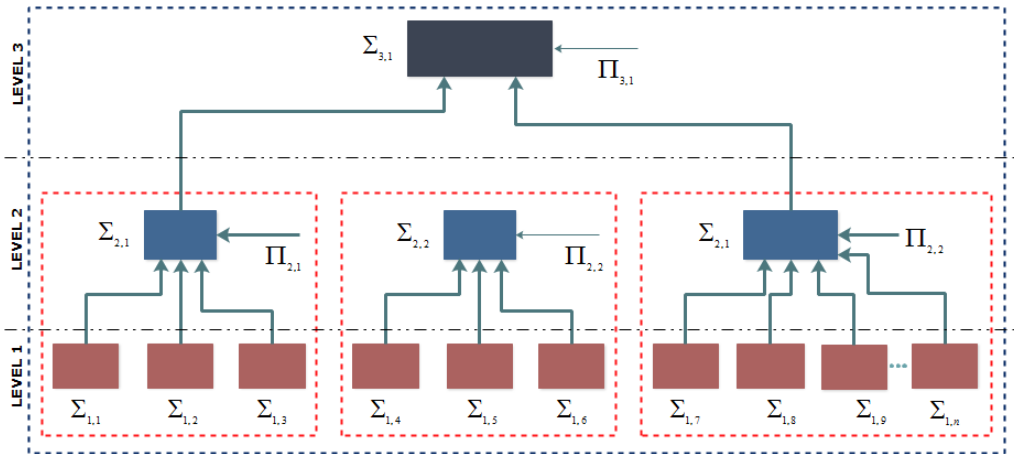 LEVEL 3
Σ3,1
Π3,1
LEVEL 2
Σ2,1
Π2,1
Σ2,2
Π2,2
Σ2,1
Π2,2
LEVEL 1
Σ1,1
Σ1,2
Σ1,3
Σ1,4
Σ1,5
Σ1,6
Σ1,7
Σ1,8
Σ1,9
...
Σ1,n